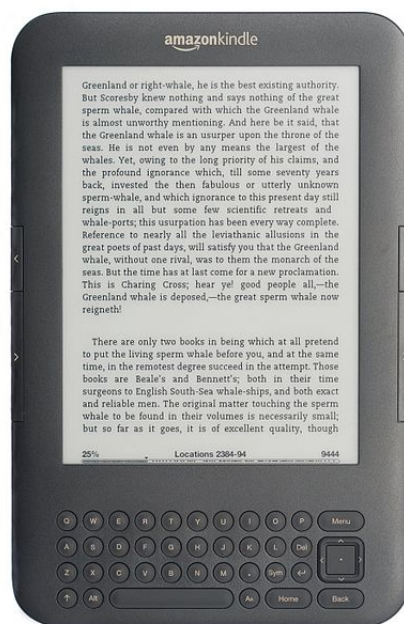 amazonkindle
Greenland or right-whale, he is the best existing authority.
But Scoresby knew nothing and says nothing of the great
sperm whale, compared with which the Greenland whale
is almost unworthy mentioning. And here be it said, that
the Greenland whale is an usurper upon the throne of the
seas. He is not even by any means the largest of the
whales. Yet, owing to the long priority of his claims, and
the profound ignorance which, till some seventy years
back, invested the then fabulous or utterly unknown
sperm-whale, and which ignorance to this present day still
reigns in all but some few scientific retreats and
whale-ports; this usurpation has been every way complete.
Reference to nearly all the leviathanic allusions in the
great poets of past days, will satisfy you that the Greenland
whale, without one rival, was to them the monarch of the
seas. But the time has at last come for a new proclamation.
This is Charing Cross; hear ye! good people all,—the
Greenland whale is deposed,—the great sperm whale now
reigneth!
There are only two books in being which at all pretend
to put the living sperm whale before you, and at the same
time, in the remotest degree succeed in the attempt. Those
books are Beale's and Bennett's; both in their time
surgeons to English South-Sea whale-ships, and both exact
and reliable men. The original matter touching the sperm
whale to be found in their volumes is necessarily small;
but so far as it goes, it is of excellent quality, though
25% Locations 2384-94 9444
Q W E R T Y U I O P Menu
A S D F G H J K L Del
Z X C V B N M . Sym ↵
↑ Alt Aa Home Back